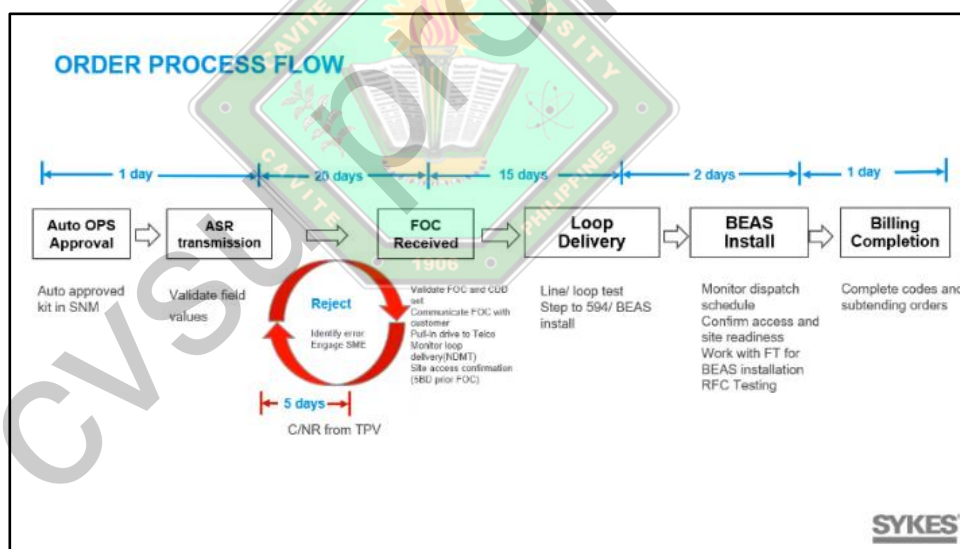 ORDER PROCESS FLOW
1 day
20 days
15 days
2 days
1 day
Auto OPS
Approval
ASR
transmission
FOC
Received
Loop
Delivery
BEAS
Install
Billing
Completion
Auto approved
kit in SNM
Validate field
values
Reject
Identify error
Engage SME
5 days
C/NR from TPV
Validate FOC and CDD
set
Communicate FOC with
customer
Pull-in drive to Telco
Monitor loop
delivery(NDMT)
Site access confirmation
(5BD prior FOC)
Line/ loop test
Step to 594/ BEAS
install
Monitor dispatch
schedule
Confirm access and
site readiness
Work with FT for
BEAS installation
RFC Testing
Complete codes and
subtending orders
CAVITE
CAVITE
PHILIPPINES
1906
SYKES